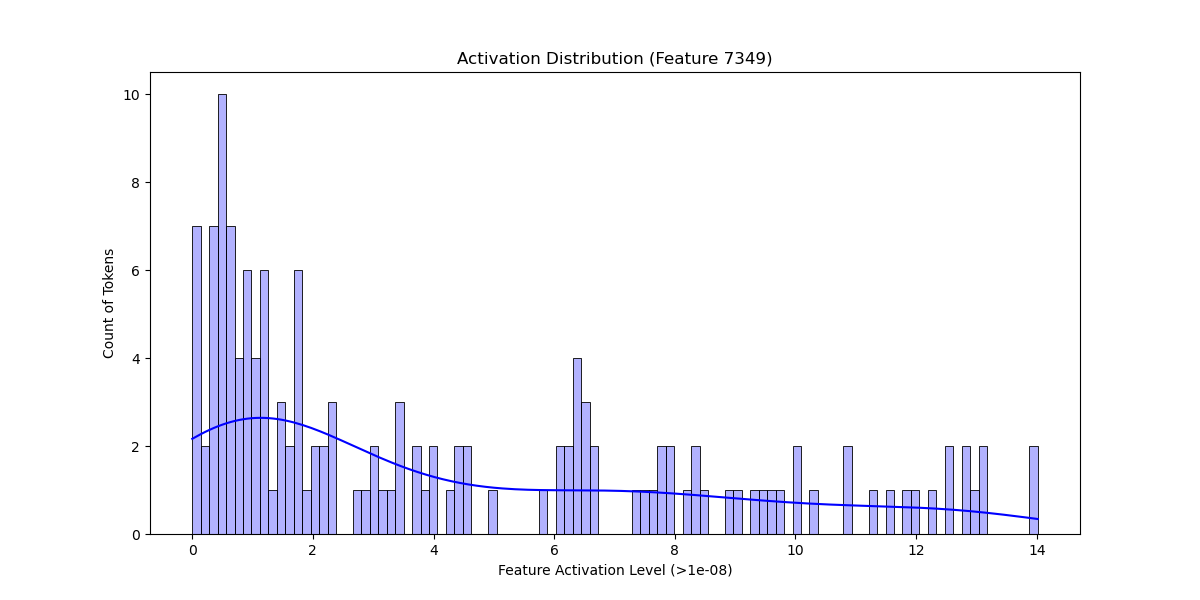 Activation Distribution (Feature 7349)
10
8
6
4
2
0
Count of Tokens
0 2 4 6 8 10 12 14
Feature Activation Level (>1e-08)